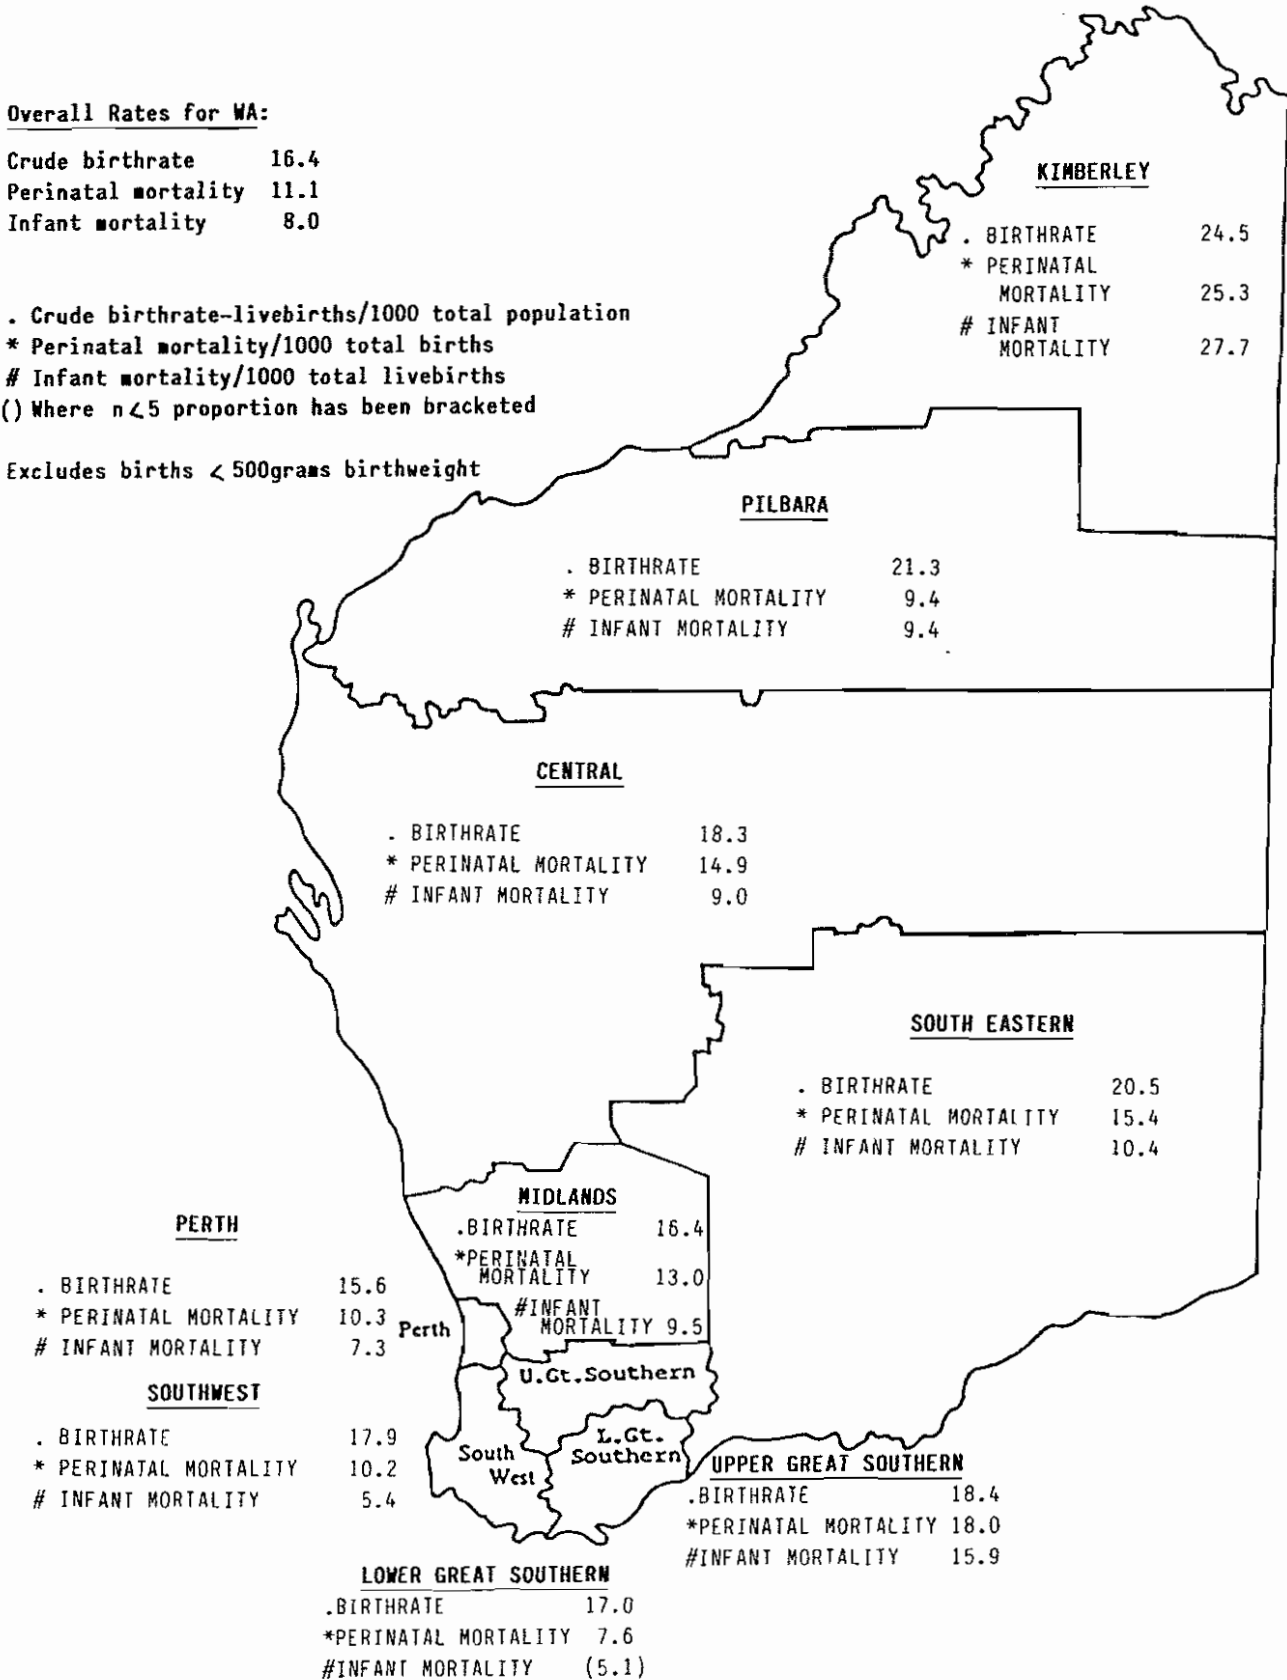 Overall Rates for WA:
Crude birthrate 16.4
Perinatal mortality 11.1
Infant mortality 8.0
. Crude birthrate-livebirths/1000 total population
* Perinatal mortality/1000 total births
# Infant mortality/1000 total livebirths
() Where n<5 proportion has been bracketed
Excludes births < 500grams birthweight
KIMBERLEY
. BIRTHRATE 24.5
* PERINATAL
MORTALITY 25.3
# INFANT
MORTALITY 27.7
PILBARA
. BIRTHRATE 21.3
* PERINATAL MORTALITY 9.4
# INFANT MORTALITY 9.4
CENTRAL
. BIRTHRATE 18.3
* PERINATAL MORTALITY 14.9
# INFANT MORTALITY 9.0
SOUTH EASTERN
. BIRTHRATE 20.5
* PERINATAL MORTALITY 15.4
# INFANT MORTALITY 10.4
MIDLANDS
.BIRTHRATE 16.4
*PERINATAL
MORTALITY 13.0
#INFANT
MORTALITY 9.5
PERTH
. BIRTHRATE 15.6
* PERINATAL MORTALITY 10.3
# INFANT MORTALITY 7.3
Perth
U.Gt.Southern
L.Gt.
Southern
South
West
SOUTHWEST
. BIRTHRATE 17.9
* PERINATAL MORTALITY 10.2
# INFANT MORTALITY 5.4
UPPER GREAT SOUTHERN
.BIRTHRATE 18.4
*PERINATAL MORTALITY 18.0
#INFANT MORTALITY 15.9
LOWER GREAT SOUTHERN
.BIRTHRATE 17.0
*PERINATAL MORTALITY 7.6
#INFANT MORTALITY (5.1)